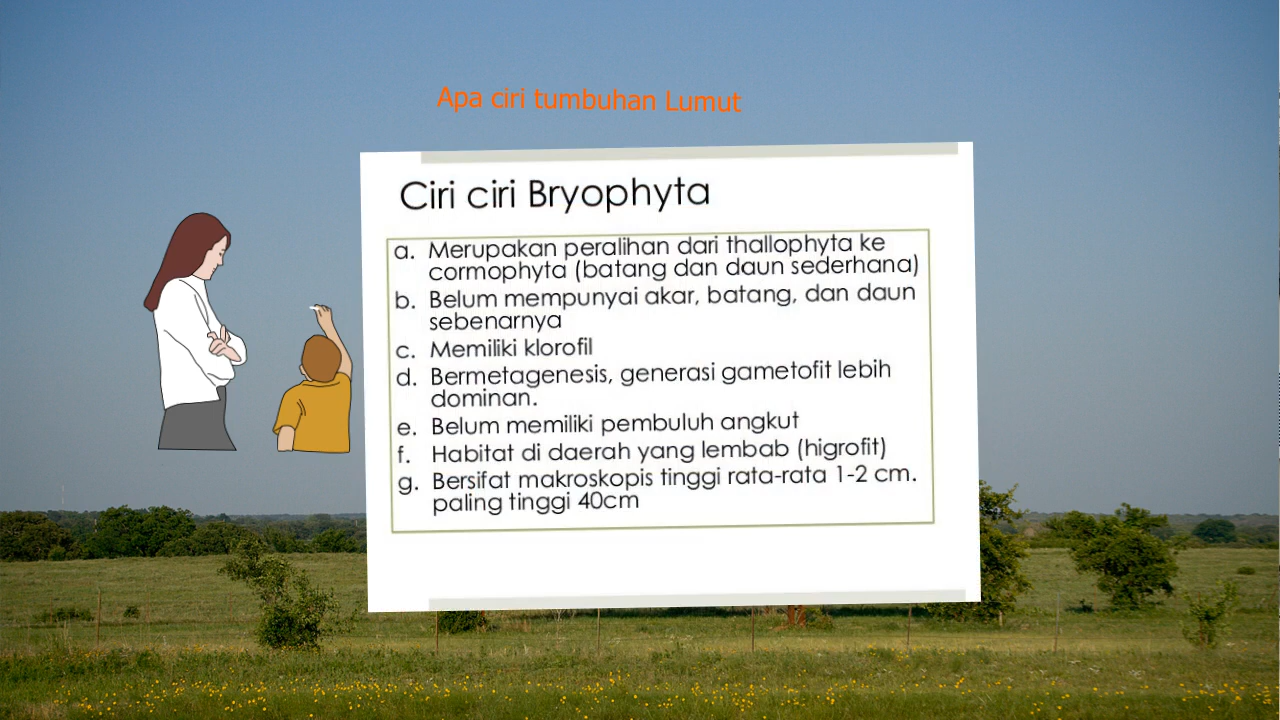 Apa ciri tumbuhan Lumut
Ciri ciri Bryophyta
a. Merupakan peralihan dari thallophyta ke
cormophyta (batang dan daun sederhana)
b. Belum mempunyai akar, batang, dan daun
sebenarnya
c. Memiliki klorofil
d. Bermetagenesis, generasi gametofit lebih
dominan.
e. Belum memiliki pembuluh angkut
f. Habitat di daerah yang lembab (higrofit)
g. Bersifat makroskopis tinggi rata-rata 1-2 cm.
paling tinggi 40cm